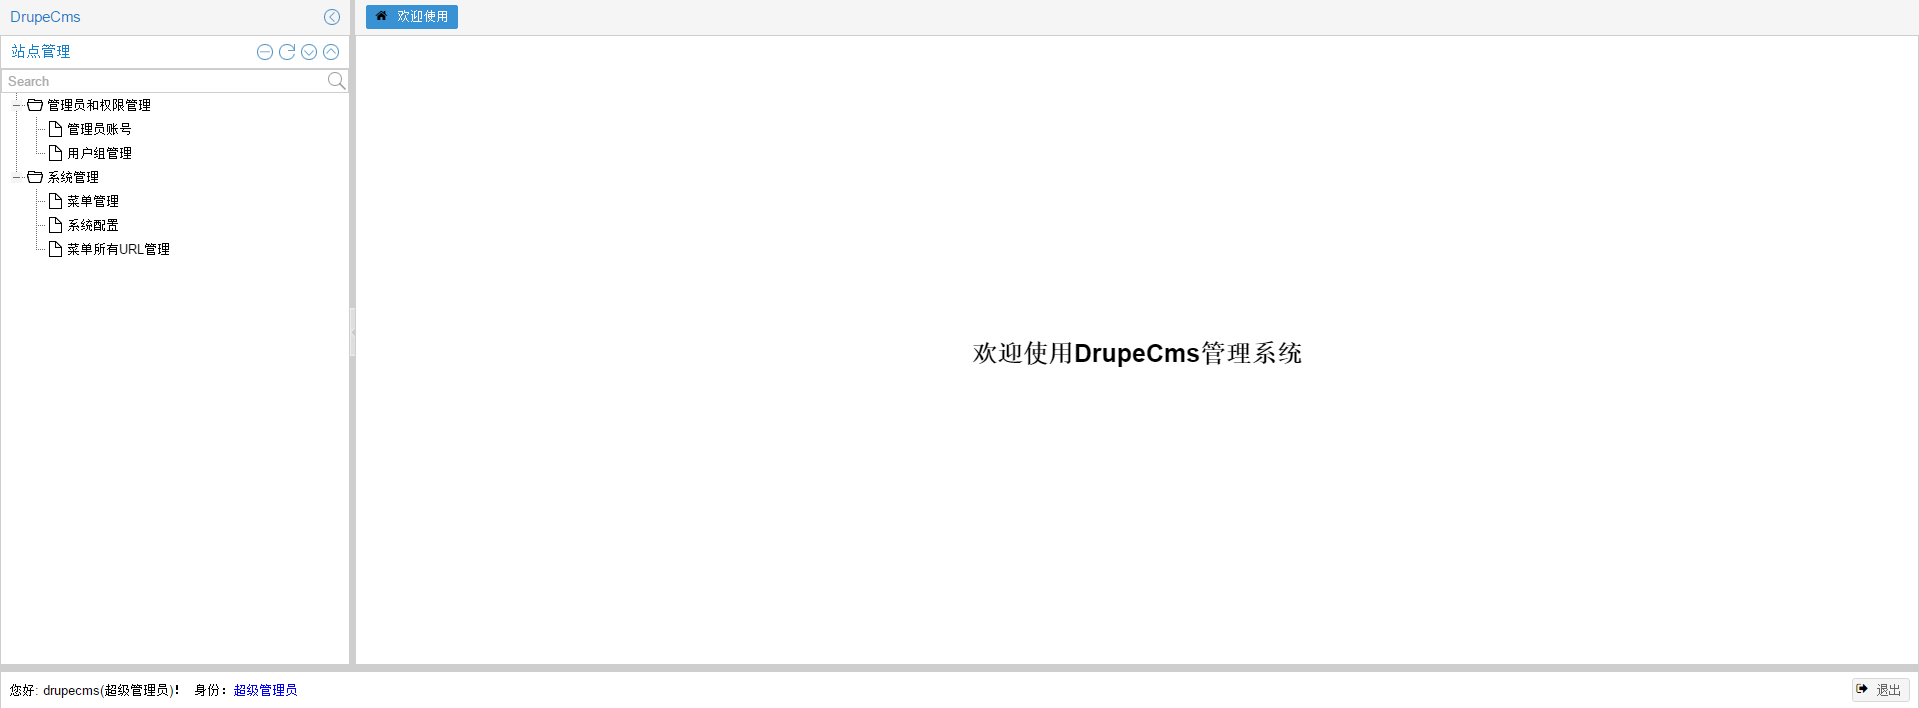 DrupeCms
欢迎使用
站点管理
Search
管理员和权限管理
管理员账号
用户组管理
系统管理
菜单管理
系统配置
菜单所有URL管理
欢迎使用DrupeCms管理系统
您好: drupecms(超级管理员)! 身份: 超级管理员
退出